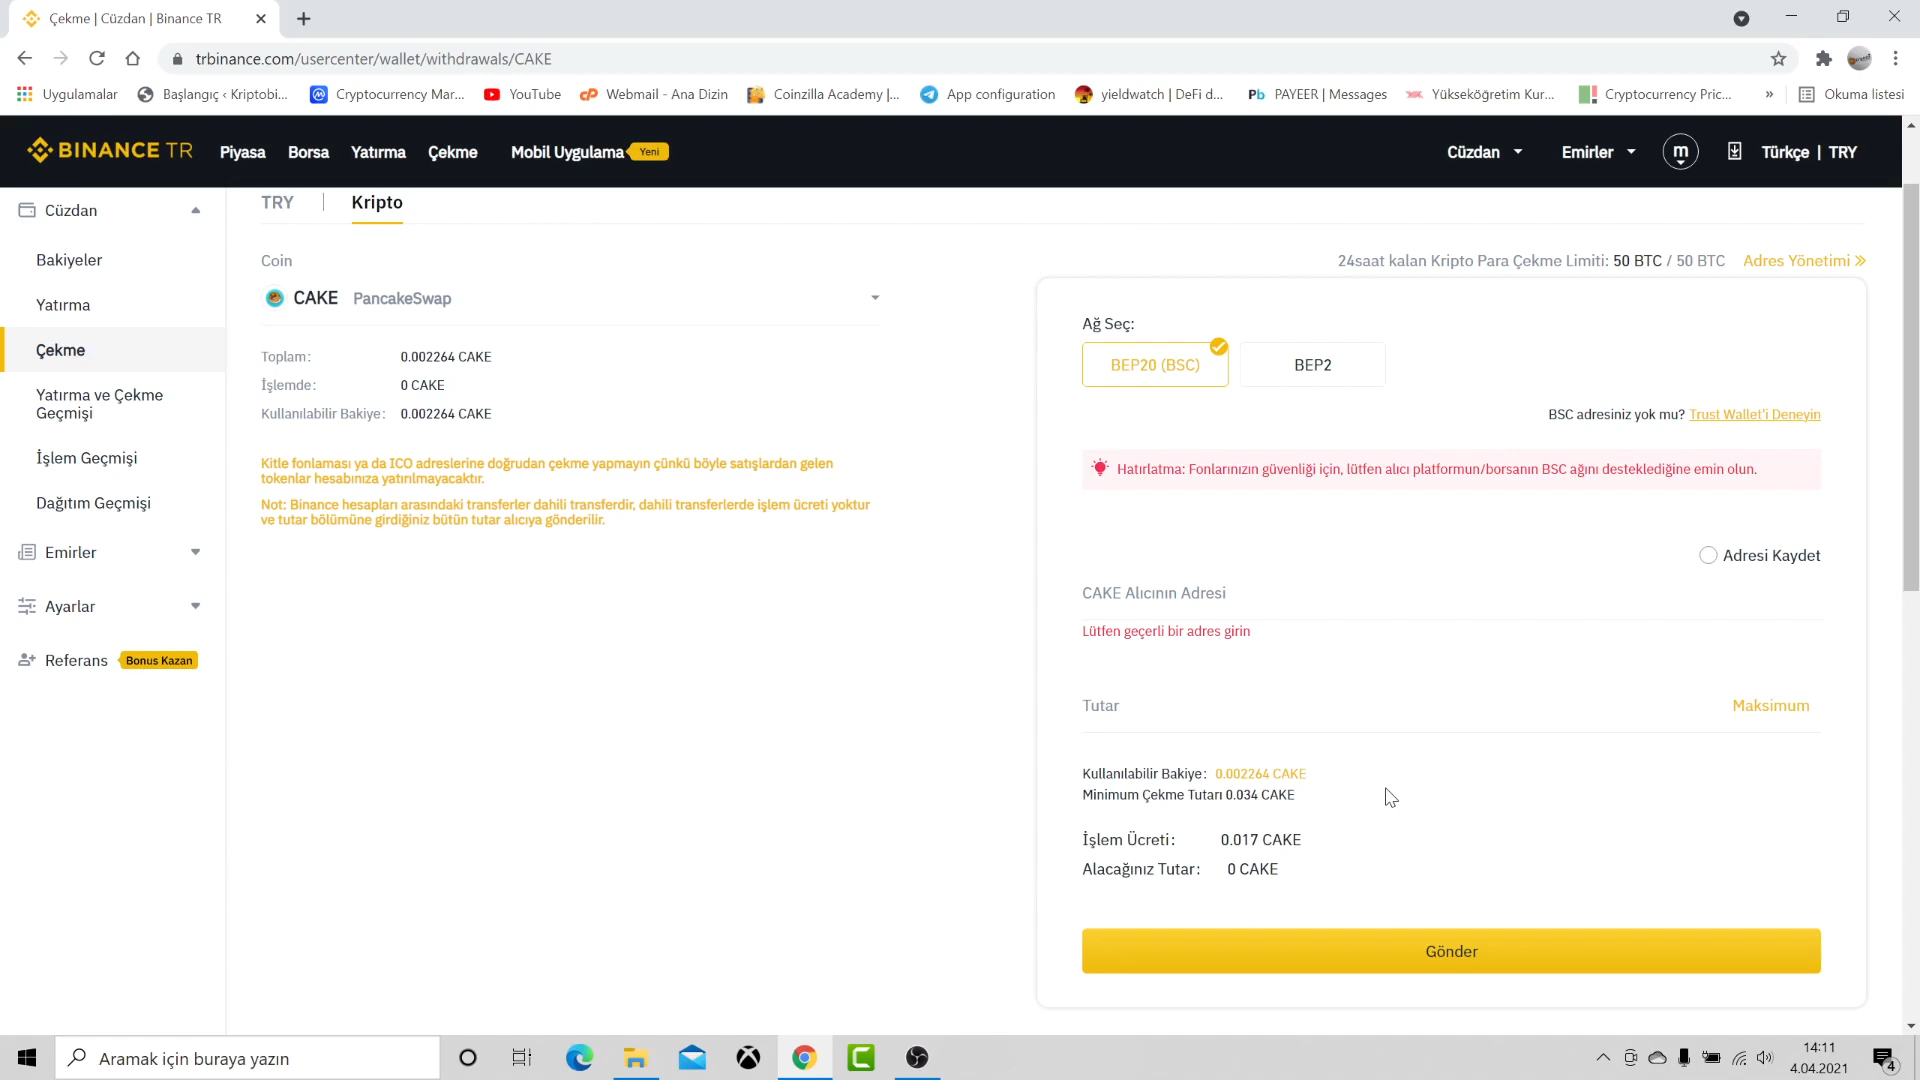 Çekme | Cüzdan | Binance TR
trbinance.com/usercenter/wallet/withdrawals/CAKE
Uygulamalar
Başlangıç ‹ Kriptobi...
Cryptocurrency Mar...
YouTube
Webmail - Ana Dizin
Coinzilla Academy |...
App configuration
yieldwatch | DeFi d...
PAYEER | Messages
Yükseköğretim Kur...
Cryptocurrency Pric...
»
Okuma listesi
BINANCE TR
Piyasa
Borsa
Yatırma
Çekme
Mobil Uygulama
Yeni
Cüzdan
Emirler
m
Türkçe | TRY
Cüzdan
Bakiyeler
Yatırma
Çekme
Yatırma ve Çekme
Geçmişi
İşlem Geçmişi
Dağıtım Geçmişi
Emirler
Ayarlar
Referans
Bonus Kazan
TRY | Kripto
Coin
CAKE PancakeSwap
Toplam: 0.002264 CAKE
İşlemde: 0 CAKE
Kullanılabilir Bakiye: 0.002264 CAKE
Kitle fonlaması ya da ICO adreslerine doğrudan çekme yapmayın çünkü böyle satışlardan gelen
tokenlar hesabınıza yatırılmayacaktır.
Not: Binance hesapları arasındaki transferler dahili transferdir, dahili transferlerde işlem ücreti yoktur
ve tutar bölümüne girdiğiniz bütün tutar alıcıya gönderilir.
24saat kalan Kripto Para Çekme Limiti: 50 BTC / 50 BTC
Adres Yönetimi »
Ağ Seç:
BEP20 (BSC)
BEP2
BSC adresiniz yok mu? Trust Wallet'i Deneyin
Hatırlatma: Fonlarınızın güvenliği için, lütfen alıcı platformun/borsanın BSC ağını desteklediğine emin olun.
Adresi Kaydet
CAKE Alıcının Adresi
Lütfen geçerli bir adres girin
Tutar
Maksimum
Kullanılabilir Bakiye: 0.002264 CAKE
Minimum Çekme Tutarı 0.034 CAKE
İşlem Ücreti: 0.017 CAKE
Alacağınız Tutar: 0 CAKE
Gönder
Aramak için buraya yazın
14:11
4.04.2021
4